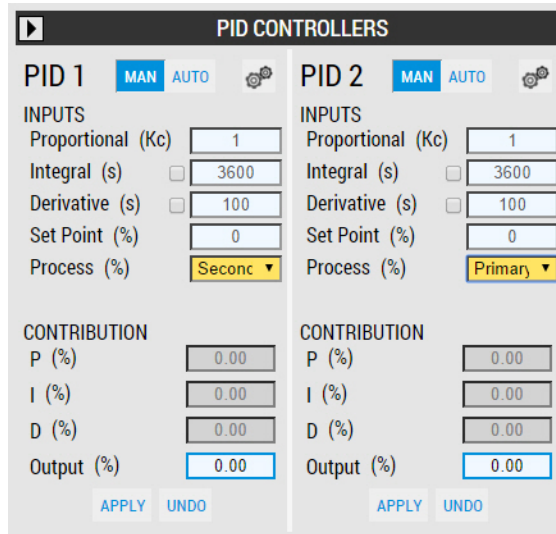 PID CONTROLLERS
PID 1 MAN AUTO
INPUTS
Proportional (Kc) 1
Integral (s) 3600
Derivative (s) 100
Set Point (%) 0
Process (%) Secon
CONTRIBUTION
P (%) 0.00
I (%) 0.00
D (%) 0.00
Output (%) 0.00
APPLY UNDO
PID 2 MAN AUTO
INPUTS
Proportional (Kc) 1
Integral (s) 3600
Derivative (s) 100
Set Point (%) 0
Process (%) Primary
CONTRIBUTION
P (%) 0.00
I (%) 0.00
D (%) 0.00
Output (%) 0.00
APPLY UNDO